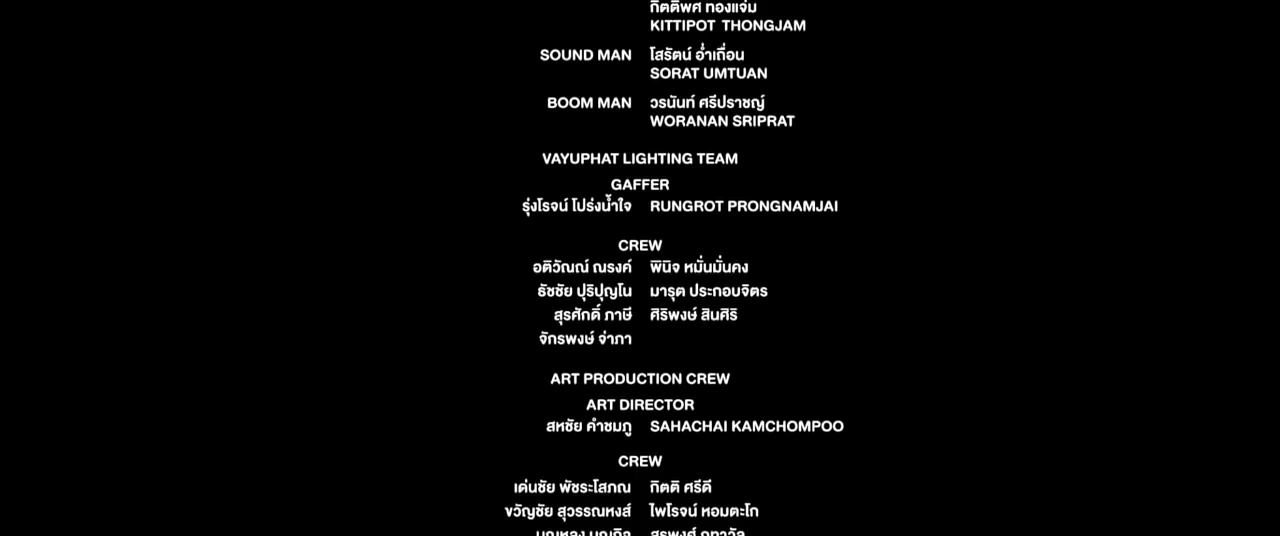 กิตติพศ ทองแจ่ม
KITTIPOT THONGJAM
SOUND MAN โสรัตน์ อ่ำเถื่อน
SORAT UMTUAN
BOOM MAN วรนันท์ ศรีปราชญ์
WORANAN SRIPRAT
VAYUPHAT LIGHTING TEAM
GAFFER
รุ่งโรจน์ โปร่งน้ำใจ RUNGROT PRONGNAMJAI
CREW
อติวัณณ์ ณรงค์ พินิจ หมั่นมั่นคง
ธัชชัย ปุริปุญโน มารุต ประกอบจิตร
สุรศักดิ์ ภาษี ศิริพงษ์ สินศิริ
จักรพงษ์ จ่าภา
ART PRODUCTION CREW
ART DIRECTOR
สหชัย คำชมภู SAHACHAI KAMCHOMPOO
CREW
เด่นชัย พัชระโสภณ กิตติ ศรีดี
ขวัญชัย สุวรรณหงส์ ไพโรจน์ หอมตะโก